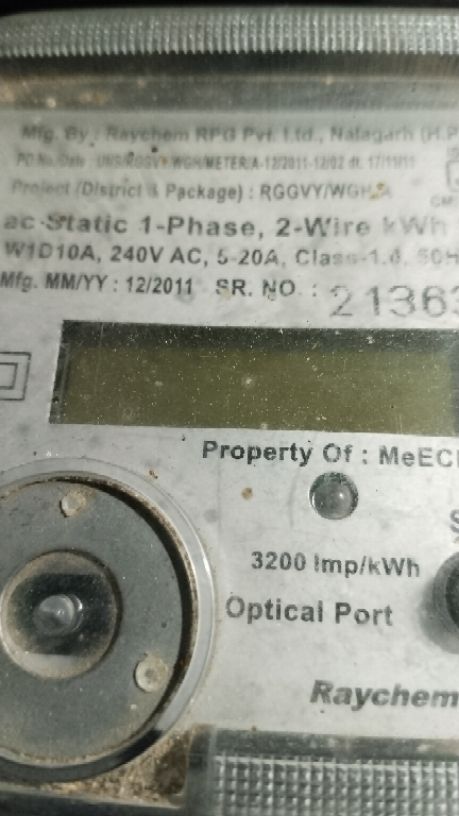 Mfg. By : Raychem RPG Pvt. Ltd., Nalagarh (H.P
Project (District & Package) : RGGVY/WGH
ac Static 1-Phase, 2-Wire kWh
W1D10A, 240V AC, 5-20A, Class-1.0, 50H
Mfg. MM/YY : 12/2011 SR. NO. : 21363
Property Of : MeEC
3200 Imp/kWh
Optical Port
Raychem